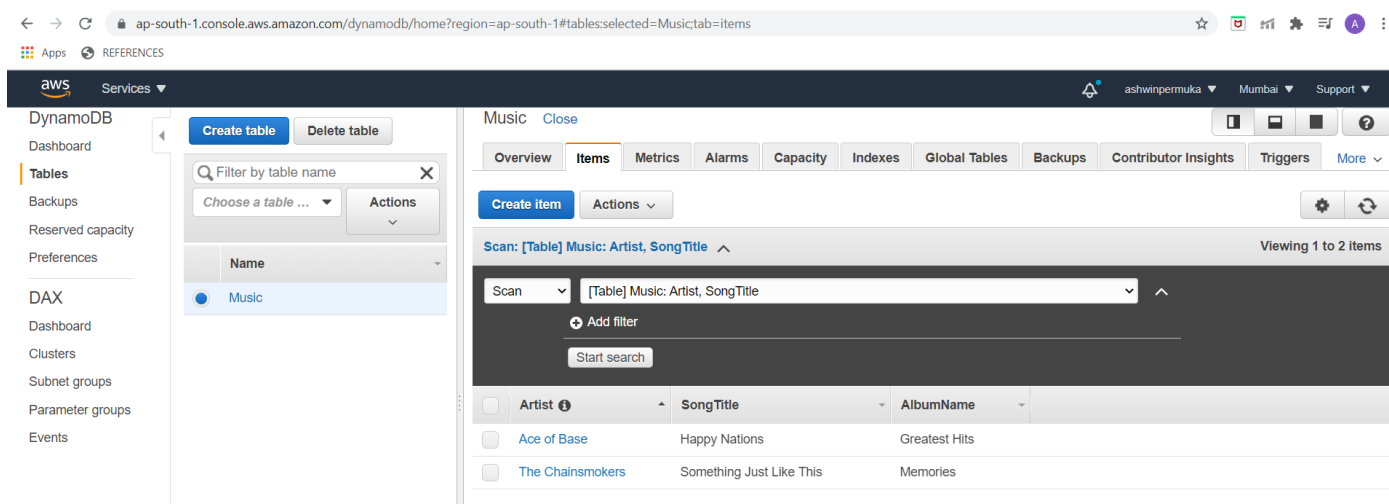 ap-south-1.console.aws.amazon.com/dynamodb/home?region=ap-south-1#tables:selected=Music;tab=items
A
Apps REFERENCES
aws Services ashwinpermuka Mumbai Support
DynamoDB
Dashboard
Tables
Backups
Reserved capacity
Preferences
DAX
Dashboard
Clusters
Subnet groups
Parameter groups
Events
Create table Delete table
Filter by table name
Choose a table ... Actions
Name
Music
Music Close
Overview Items Metrics Alarms Capacity Indexes Global Tables Backups Contributor Insights Triggers More
Create item Actions
Scan: [Table] Music: Artist, SongTitle Viewing 1 to 2 items
Scan [Table] Music: Artist, SongTitle
Add filter
Start search
Artist SongTitle AlbumName
Ace of Base Happy Nations Greatest Hits
The Chainsmokers Something Just Like This Memories